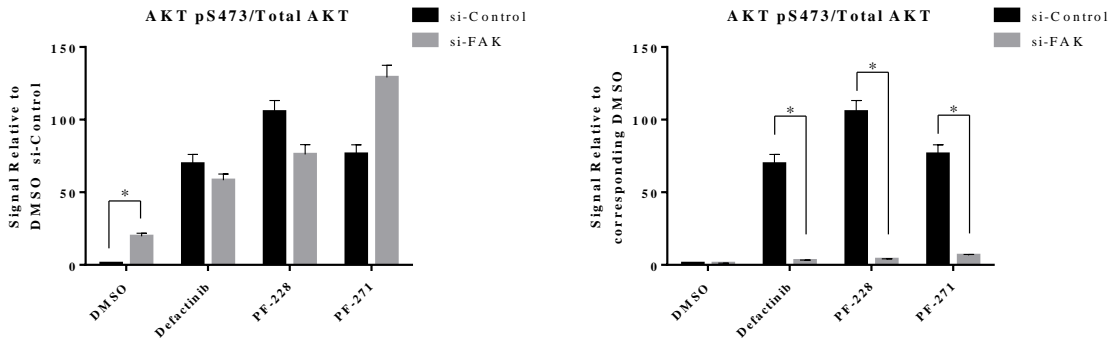 AKT pS473/Total AKT
si-Control
si-FAK
Signal Relative to
DMSO si-Control
150
100
50
0
*
DMSO
Defactinib
PF-228
PF-271
AKT pS473/Total AKT
si-Control
si-FAK
Signal Relative to
corresponding DMSO
150
100
50
0
*
*
*
DMSO
Defactinib
PF-228
PF-271